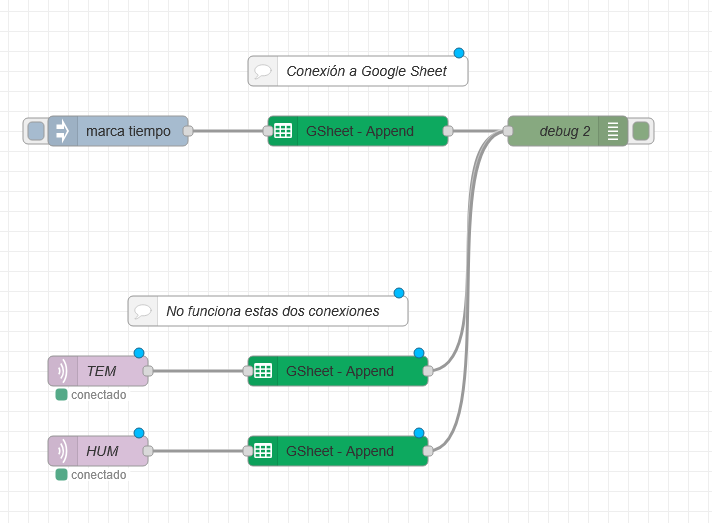 Conexión a Google Sheet
marca tiempo
GSheet - Append
debug 2
No funciona estas dos conexiones
TEM
GSheet - Append
conectado
HUM
GSheet - Append
conectado